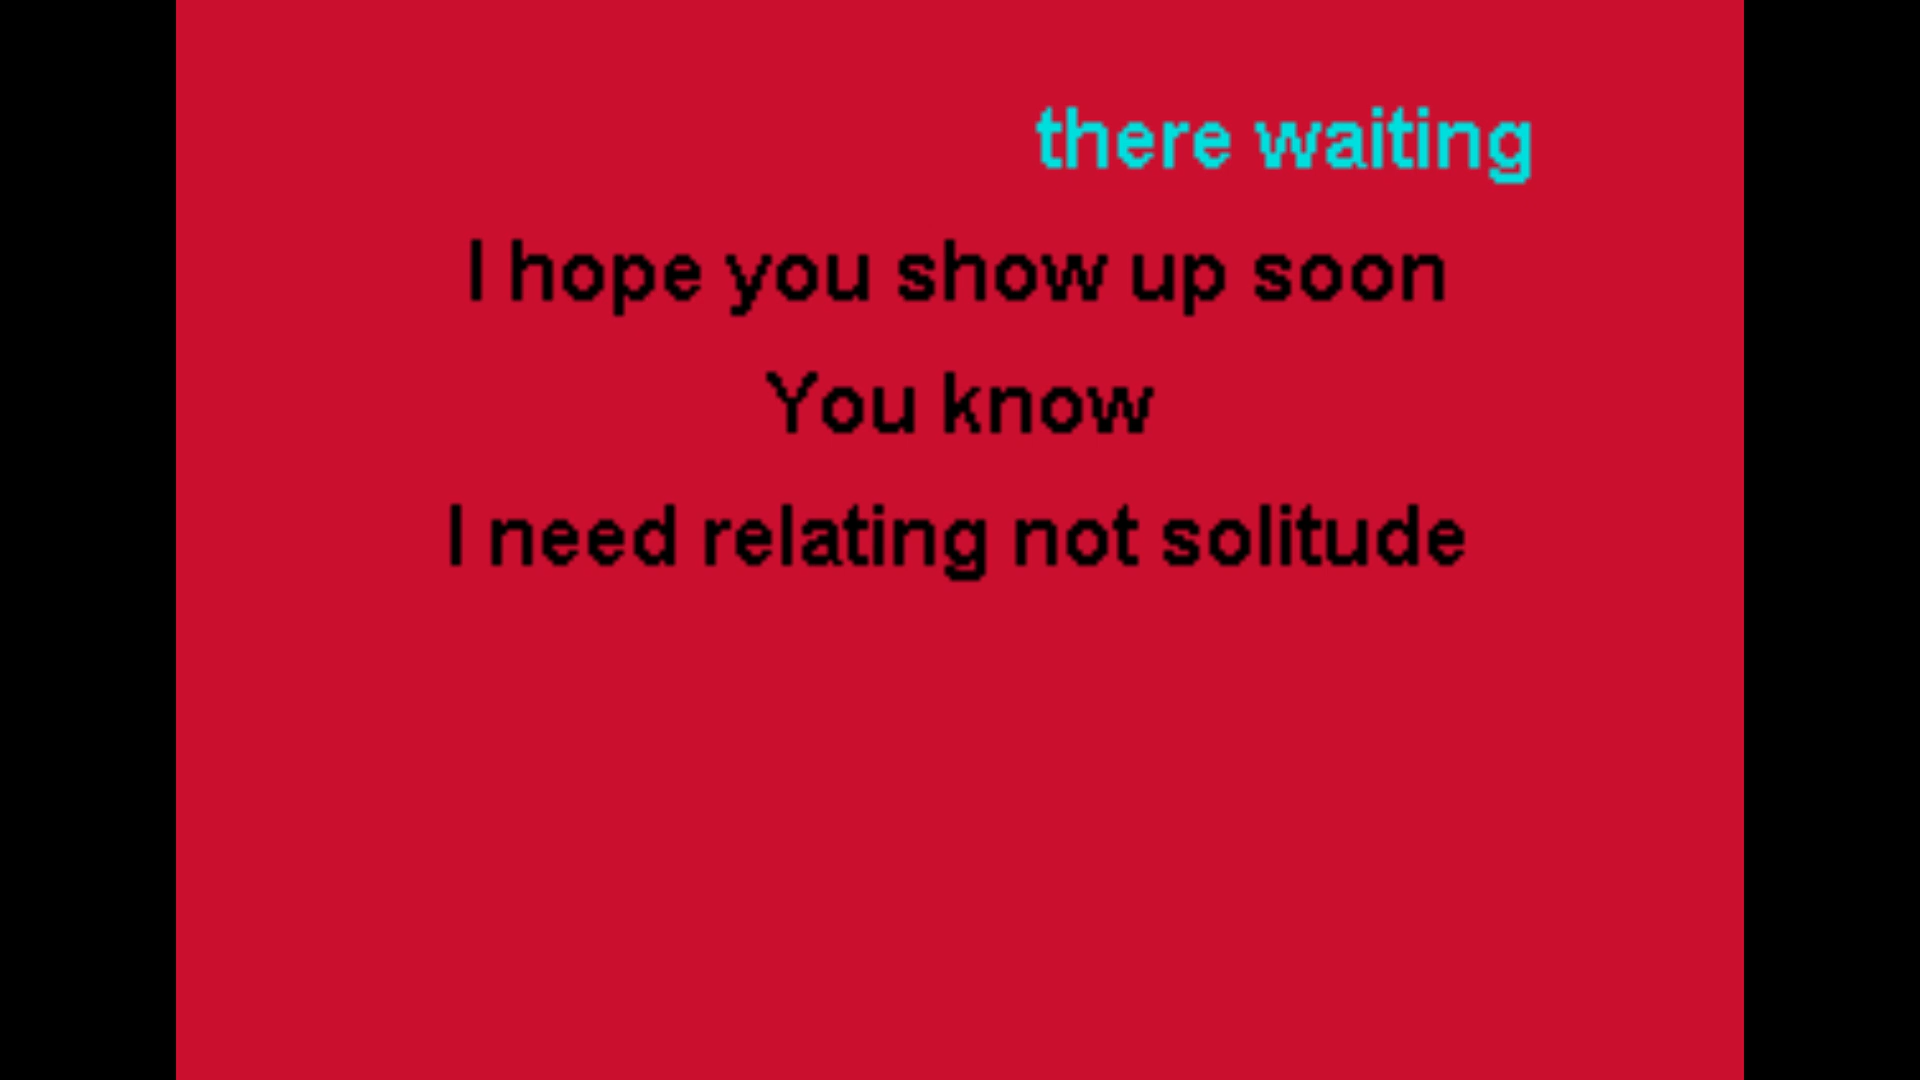 there waiting
I hope you show up soon
You know
I need relating not solitude